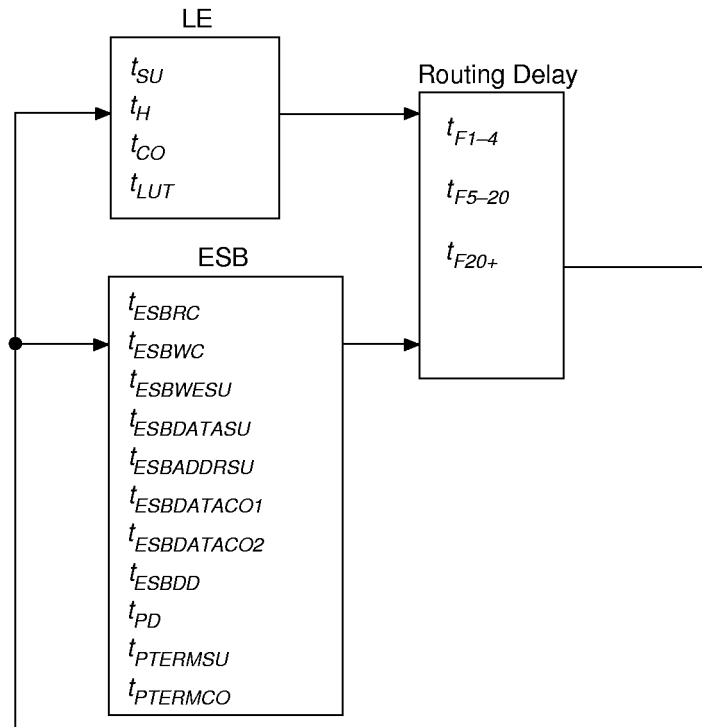 LE
tSU
tH
tCO
tLUT
Routing Delay
tF1–4
tF5–20
tF20+
ESB
tESBRC
tESBWC
tESBWESU
tESBDATASU
tESBADDRSU
tESBDATACO1
tESBDATACO2
tESBDD
tPD
tPTERMSU
tPTERMCO